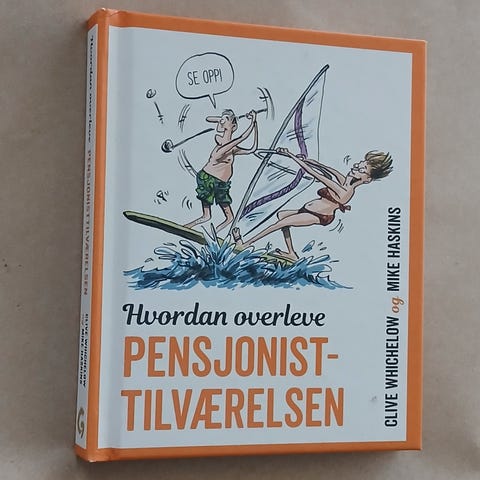 SE OPP!
Hvordan overleve
PENSJONIST-
TILVÆRELSEN
CLIVE WHICHELOW og MIKE HASKINS
Hvordan overleve PENSJONISTTILVÆRELSEN
CLIVE WHICHELOW
og MIKE HASKINS
G